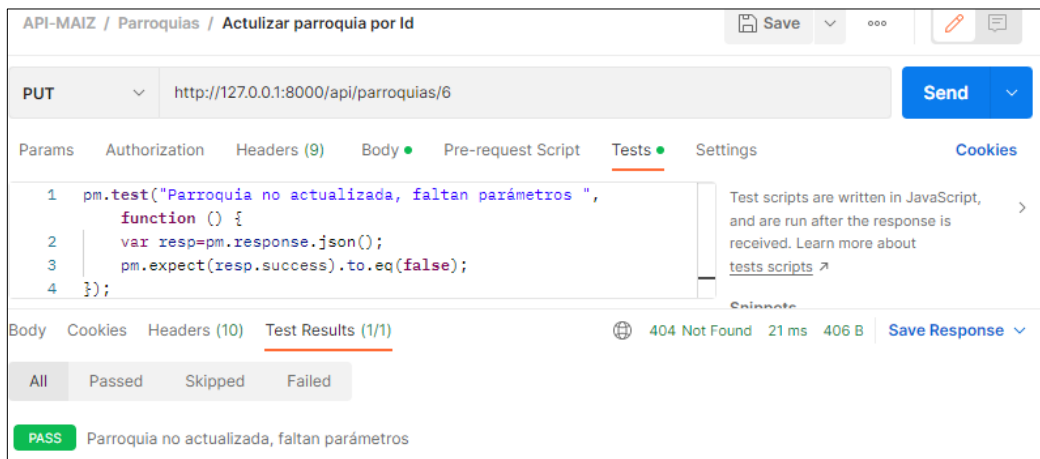 API-MAIZ / Parroquias / Actulizar parroquia por Id
Save
PUT
http://127.0.0.1:8000/api/parroquias/6
Send
Params Authorization Headers (9) Body Pre-request Script Tests Settings Cookies
1 pm.test("Parroquia no actualizada, faltan parámetros ",
function () {
2 var resp=pm.response.json();
3 pm.expect(resp.success).to.eq(false);
4 });
Test scripts are written in JavaScript,
and are run after the response is
received. Learn more about
tests scripts
Snippets
Body Cookies Headers (10) Test Results (1/1) 404 Not Found 21 ms 406 B Save Response
All Passed Skipped Failed
PASS Parroquia no actualizada, faltan parámetros